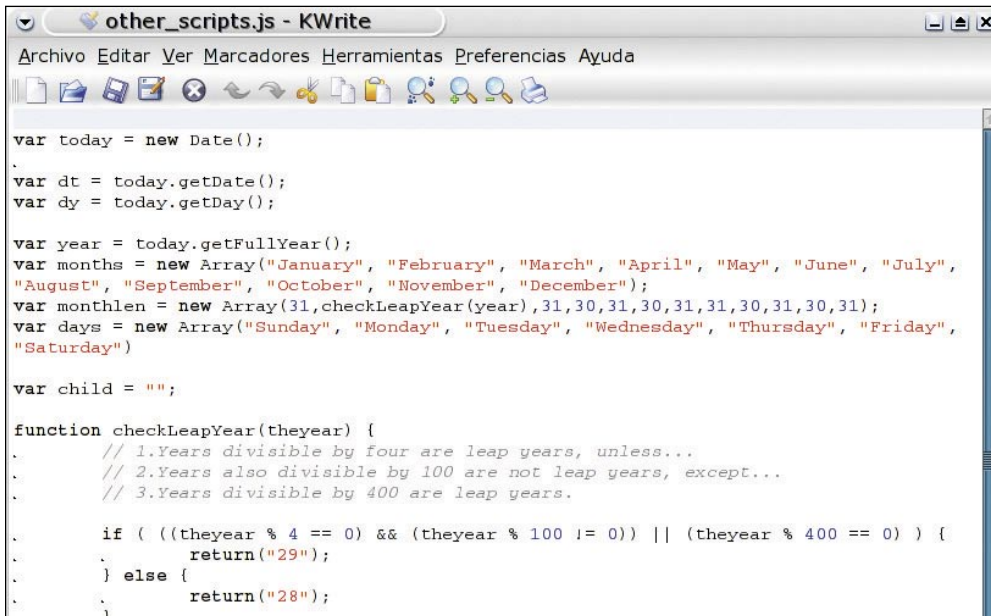 other_scripts.js - KWrite
Archivo Editar Ver Marcadores Herramientas Preferencias Ayuda
var today = new Date();
var dt = today.getDate();
var dy = today.getDay();
var year = today.getFullYear();
var months = new Array("January", "February", "March", "April", "May", "June", "July",
"August", "September", "October", "November", "December");
var monthlen = new Array(31,checkLeapYear(year),31,30,31,30,31,31,30,31,30,31);
var days = new Array("Sunday", "Monday", "Tuesday", "Wednesday", "Thursday", "Friday",
"Saturday")
var child = "";
function checkLeapYear(theyear) {
// 1.Years divisible by four are leap years, unless...
// 2.Years also divisible by 100 are not leap years, except...
// 3.Years divisible by 400 are leap years.
if ( ((theyear % 4 == 0) && (theyear % 100 != 0)) || (theyear % 400 == 0) ) {
return("29");
} else {
return("28");
}